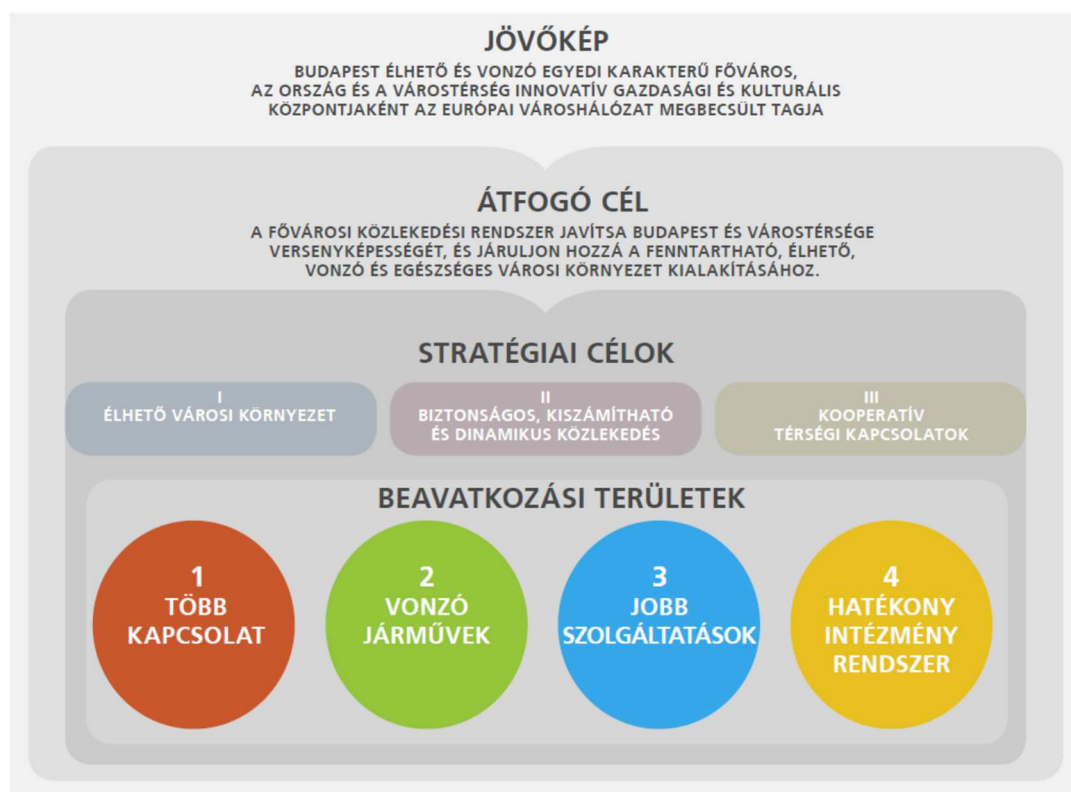 JÖVŐKÉP
BUDAPEST ÉLHETŐ ÉS VONZÓ EGYEDI KARAKTERŰ FŐVÁROS,
AZ ORSZÁG ÉS A VÁROSTÉRSÉG INNOVATÍV GAZDASÁGI ÉS KULTURÁLIS
KÖZPONTJAKÉNT AZ EURÓPAI VÁROSHÁLÓZAT MEGBECSÜLT TAGJA
ÁTFOGÓ CÉL
A FŐVÁROSI KÖZLEKEDÉSI RENDSZER JAVÍTSA BUDAPEST ÉS VÁROSTÉRSÉGE
VERSENYKÉPESSÉGÉT, ÉS JÁRULJON HOZZÁ A FENNTARTHATÓ, ÉLHETŐ,
VONZÓ ÉS EGÉSZSÉGES VÁROSI KÖRNYEZET KIALAKÍTÁSÁHOZ.
STRATÉGIAI CÉLOK
I
ÉLHETŐ VÁROSI KÖRNYEZET
II
BIZTONSÁGOS, KISZÁMÍTHATÓ
ÉS DINAMIKUS KÖZLEKEDÉS
III
KOOPERATÍV
TÉRSÉGI KAPCSOLATOK
BEAVATKOZÁSI TERÜLETEK
1
TÖBB
KAPCSOLAT
2
VONZÓ
JÁRMŰVEK
3
JOBB
SZOLGÁLTATÁSOK
4
HATÉKONY
INTÉZMÉNY
RENDSZER